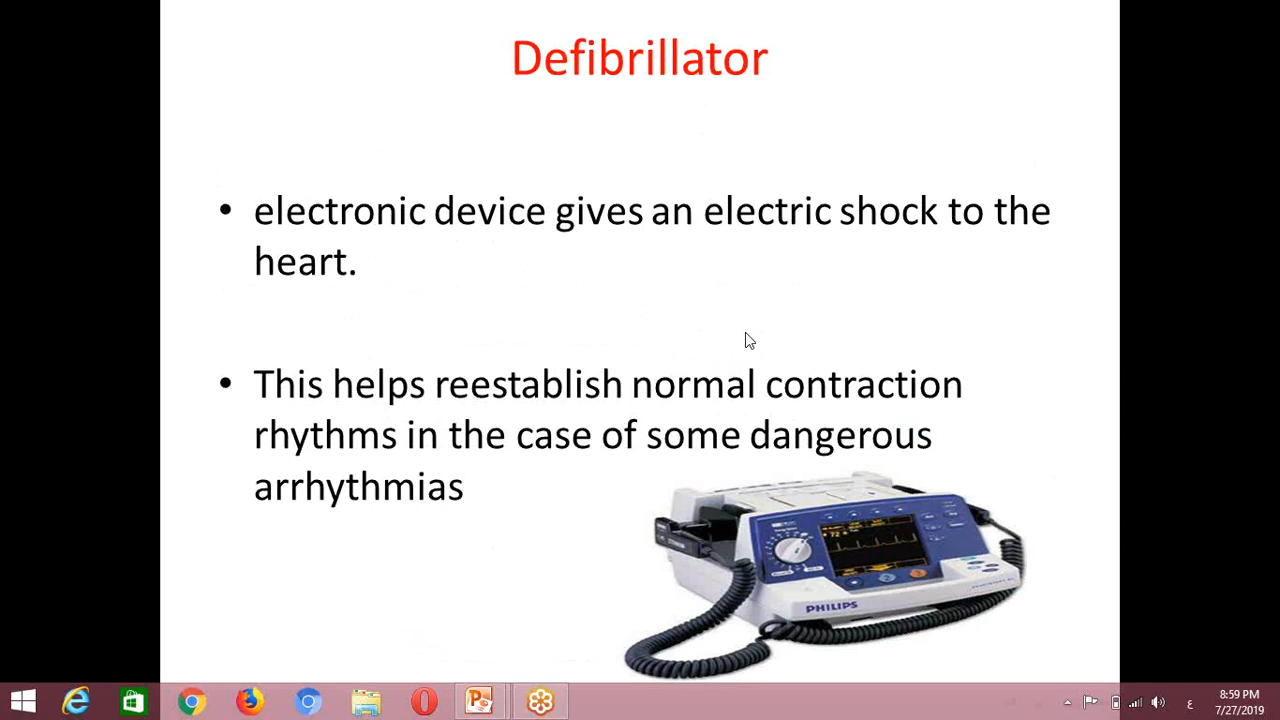 Defibrillator
• electronic device gives an electric shock to the
heart.
• This helps reestablish normal contraction
rhythms in the case of some dangerous
arrhythmias
72
PHILIPS
ع
8:59 PM
7/27/2019